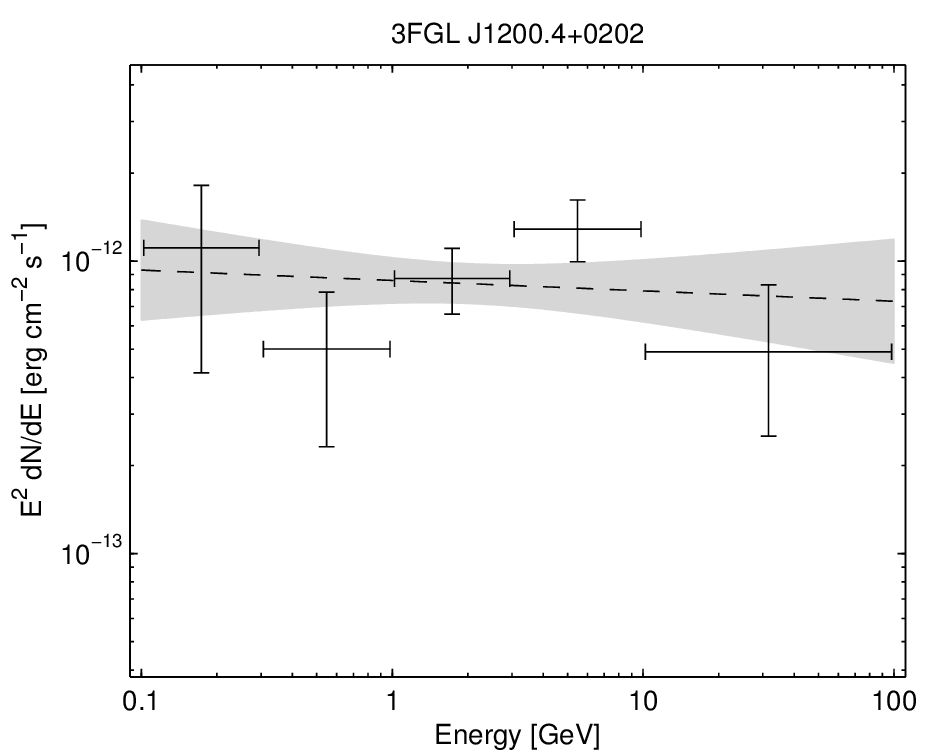 3FGL J1200.4+0202
E² dN/dE [erg cm⁻² s⁻¹]
10⁻¹²
10⁻¹³
0.1 1 10 100
Energy [GeV]